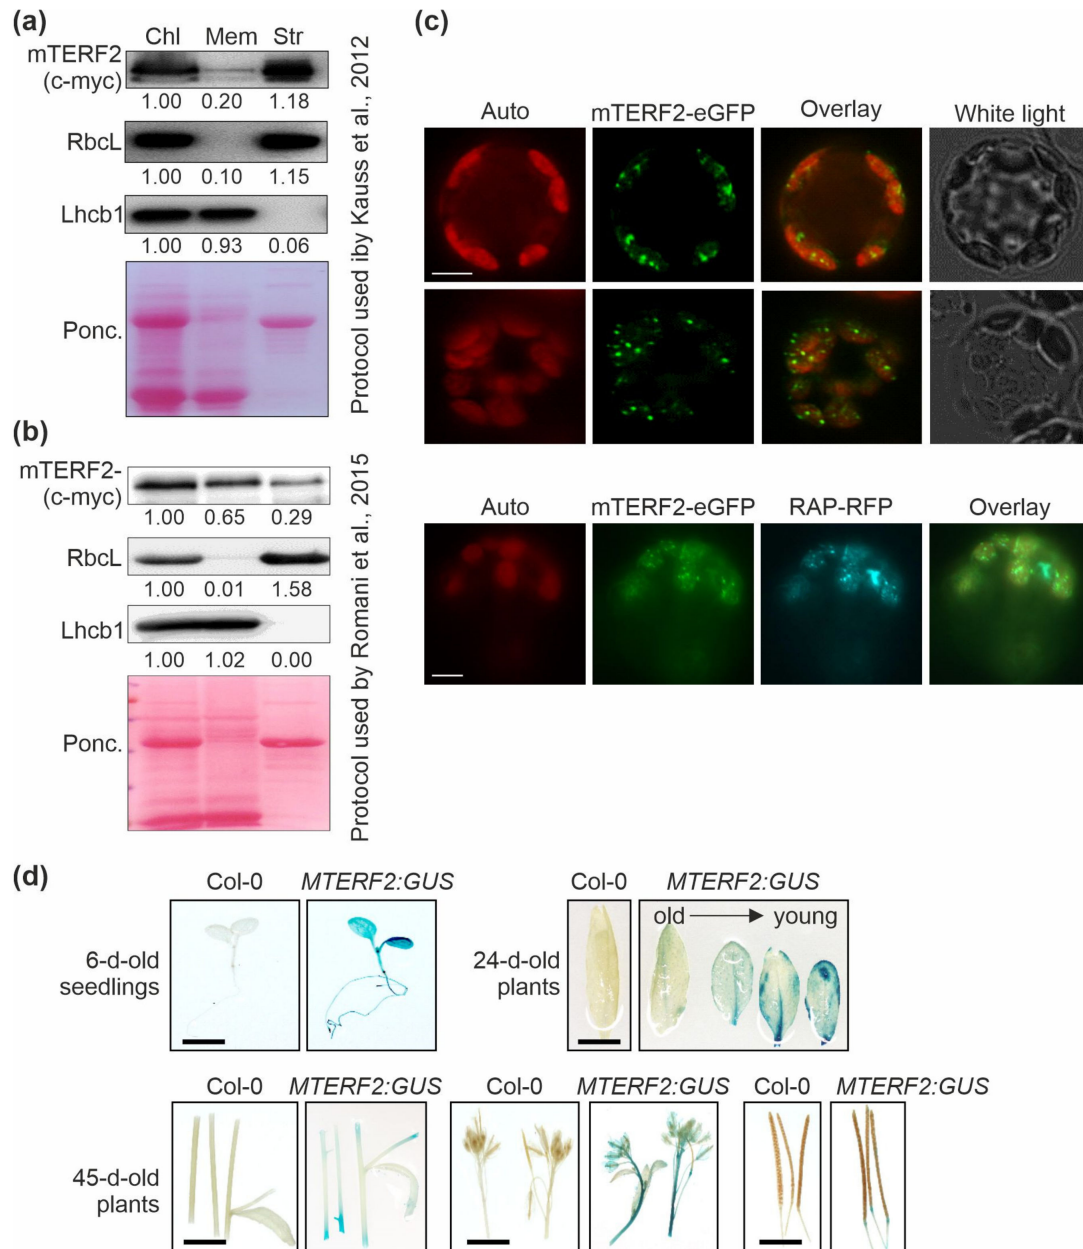 (a)
Chl Mem Str
mTERF2
(c-myc)
1.00 0.20 1.18
RbcL
1.00 0.10 1.15
Lhcb1
1.00 0.93 0.06
Ponc.
Protocol used iby Kauss et al., 2012
(b)
mTERF2-
(c-myc)
1.00 0.65 0.29
RbcL
1.00 0.01 1.58
Lhcb1
1.00 1.02 0.00
Ponc.
Protocol used by Romani et al., 2015
(c)
Auto mTERF2-eGFP Overlay White light
Auto mTERF2-eGFP RAP-RFP Overlay
(d)
Col-0 MTERF2:GUS
6-d-old
seedlings
Col-0 MTERF2:GUS
old young
24-d-old
plants
Col-0 MTERF2:GUS Col-0 MTERF2:GUS Col-0 MTERF2:GUS
45-d-old
plants